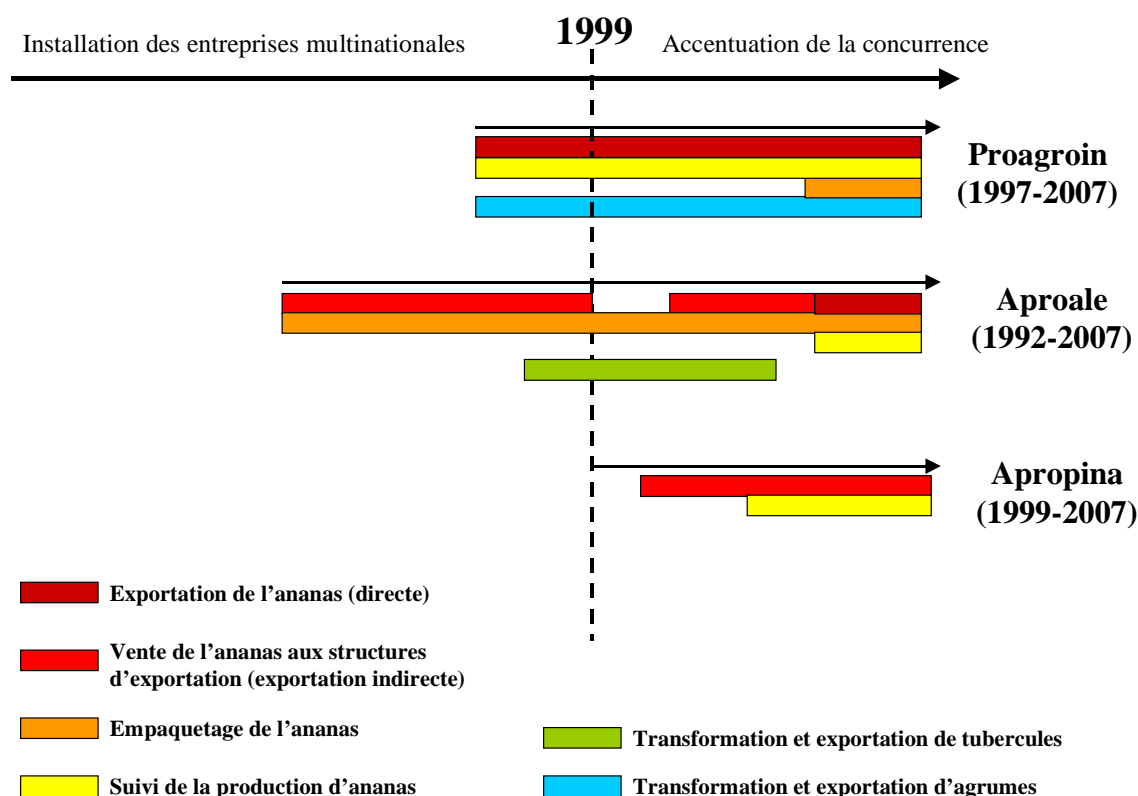 Installation des entreprises multinationales
1999
Accentuation de la concurrence
Proagroin
(1997-2007)
Aproale
(1992-2007)
Apropina
(1999-2007)
Exportation de l’ananas (directe)
Vente de l’ananas aux structures
d’exportation (exportation indirecte)
Empaquetage de l’ananas
Suivi de la production d’ananas
Transformation et exportation de tubercules
Transformation et exportation d’agrumes